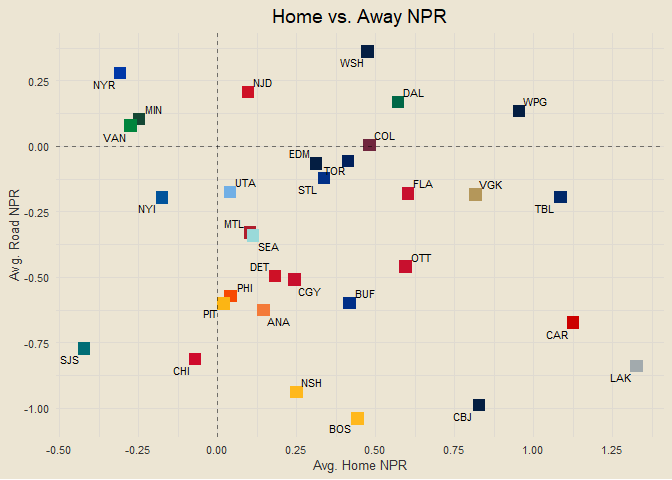 Home vs. Away NPR
WSH
NYR
NJD
DAL
WPG
MIN
VAN
COL
EDM
TOR
STL
UTA
FLA
VGK
NYI
TBL
MTL
SEA
OTT
DET
CGY
PHI
PIT
BUF
ANA
CAR
SJS
CHI
LAK
NSH
CBJ
BOS
0.25
0.00
-0.25
-0.50
-0.75
-1.00
Avg. Road NPR
-0.50
-0.25
0.00
0.25
0.50
0.75
1.00
1.25
Avg. Home NPR